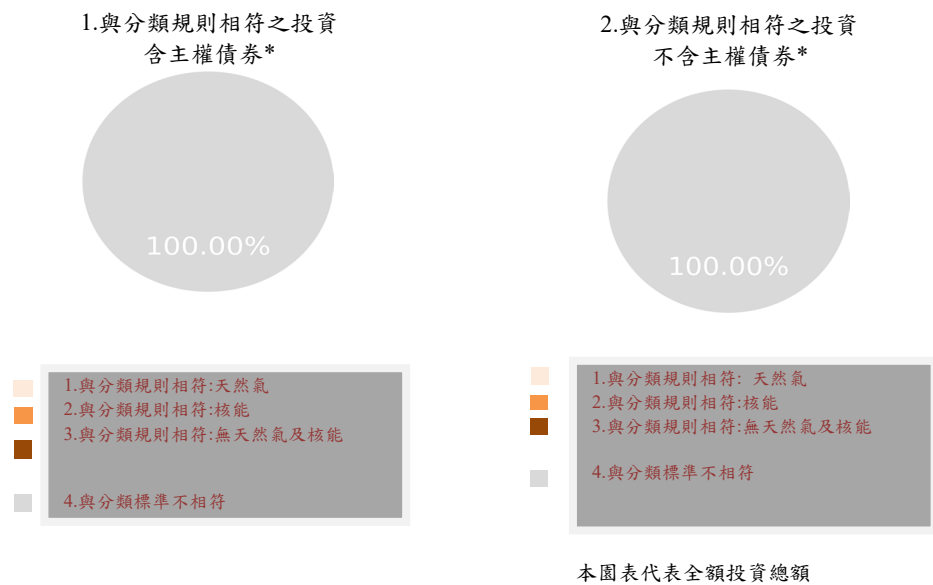 1.與分類規則相符之投資
含主權債券*
100.00%
1.與分類規則相符:天然氣
2.與分類規則相符:核能
3.與分類規則相符:無天然氣及核能
4.與分類標準不相符
2.與分類規則相符之投資
不含主權債券*
100.00%
1.與分類規則相符: 天然氣
2.與分類規則相符:核能
3.與分類規則相符:無天然氣及核能
4.與分類規則不相符
本圖表代表全額投資總額